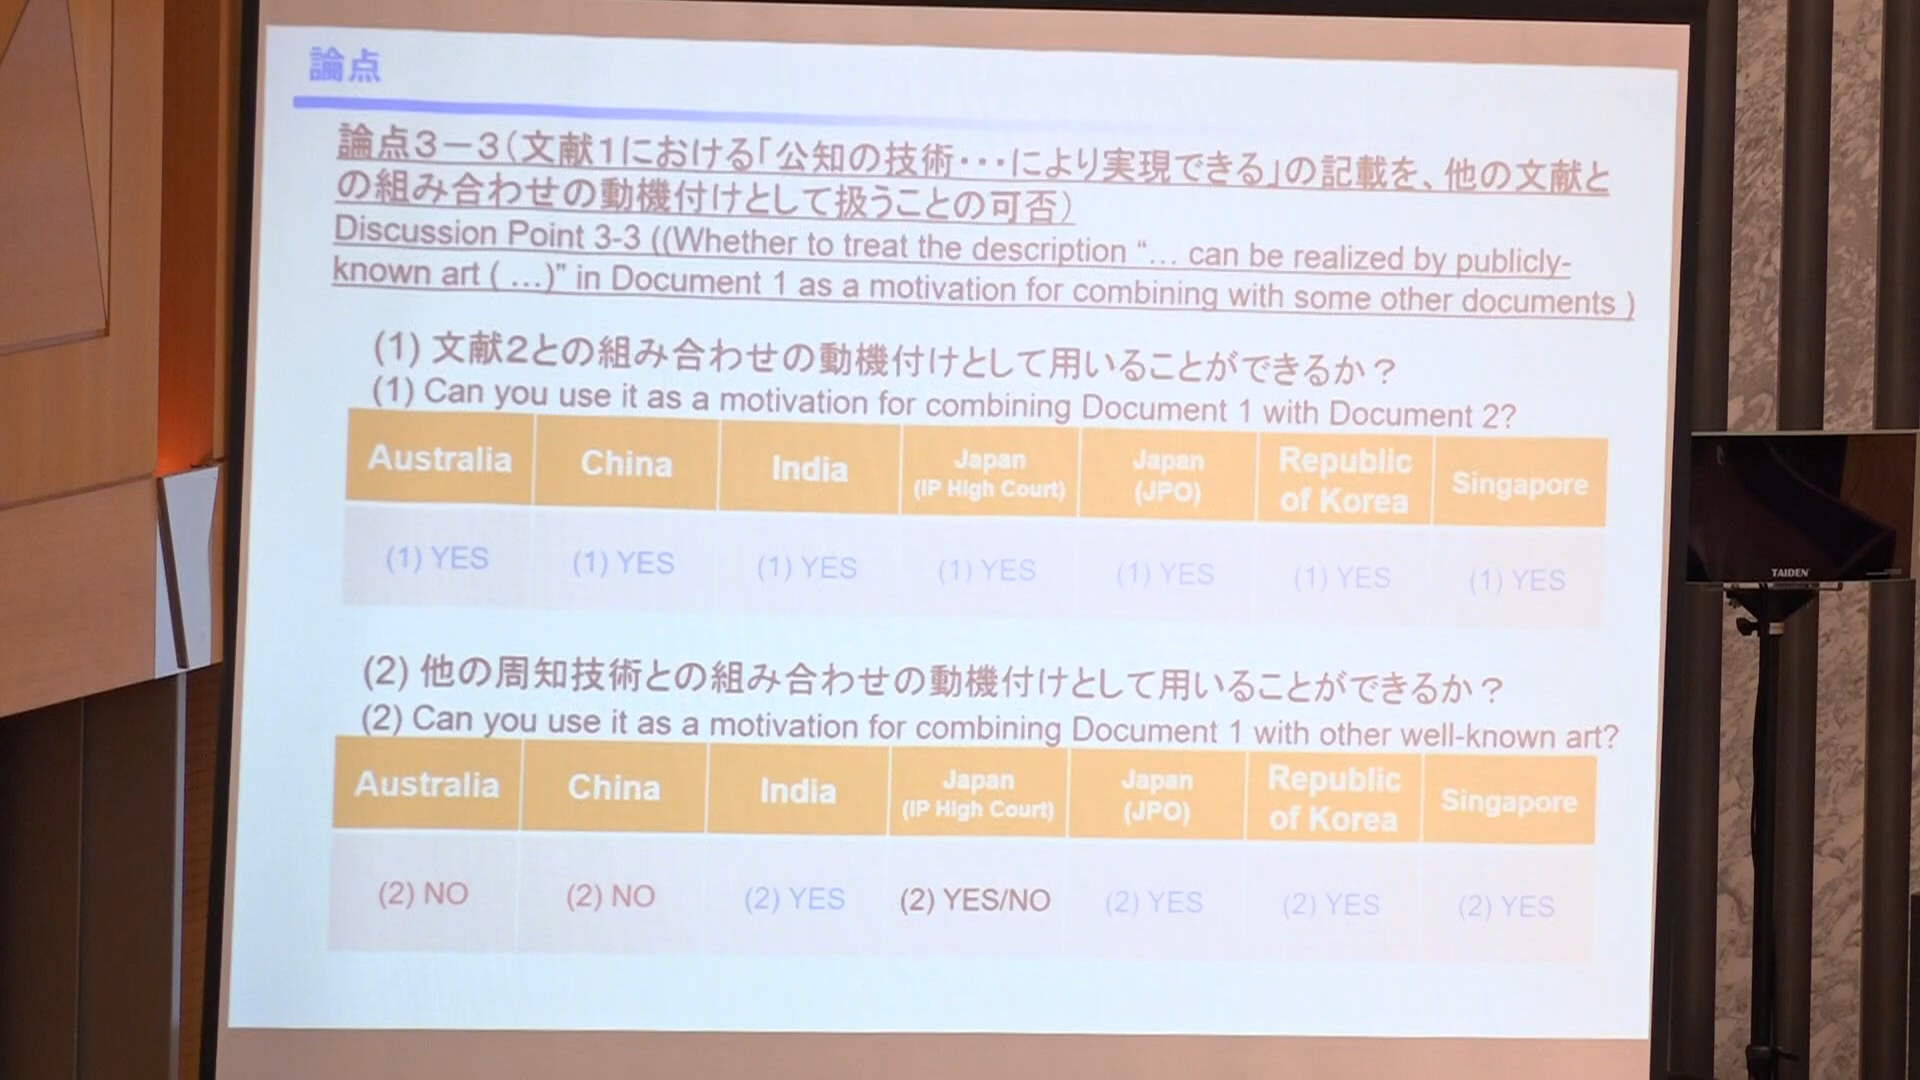 論点
論点3-3(文献1における「公知の技術・・・により実現できる」の記載を、他の文献と
の組み合わせの動機付けとして扱うことの可否)
Discussion Point 3-3 ((Whether to treat the description “… can be realized by publicly-
known art ( …)” in Document 1 as a motivation for combining with some other documents )
(1) 文献2との組み合わせの動機付けとして用いることができるか?
(1) Can you use it as a motivation for combining Document 1 with Document 2?
Australia China India Japan (IP High Court) Japan (JPO) Republic of Korea Singapore
(1) YES (1) YES (1) YES (1) YES (1) YES (1) YES (1) YES
(2) 他の周知技術との組み合わせの動機付けとして用いることができるか?
(2) Can you use it as a motivation for combining Document 1 with other well-known art?
Australia China India Japan (IP High Court) Japan (JPO) Republic of Korea Singapore
(2) NO (2) NO (2) YES (2) YES/NO (2) YES (2) YES (2) YES
TAIDEN